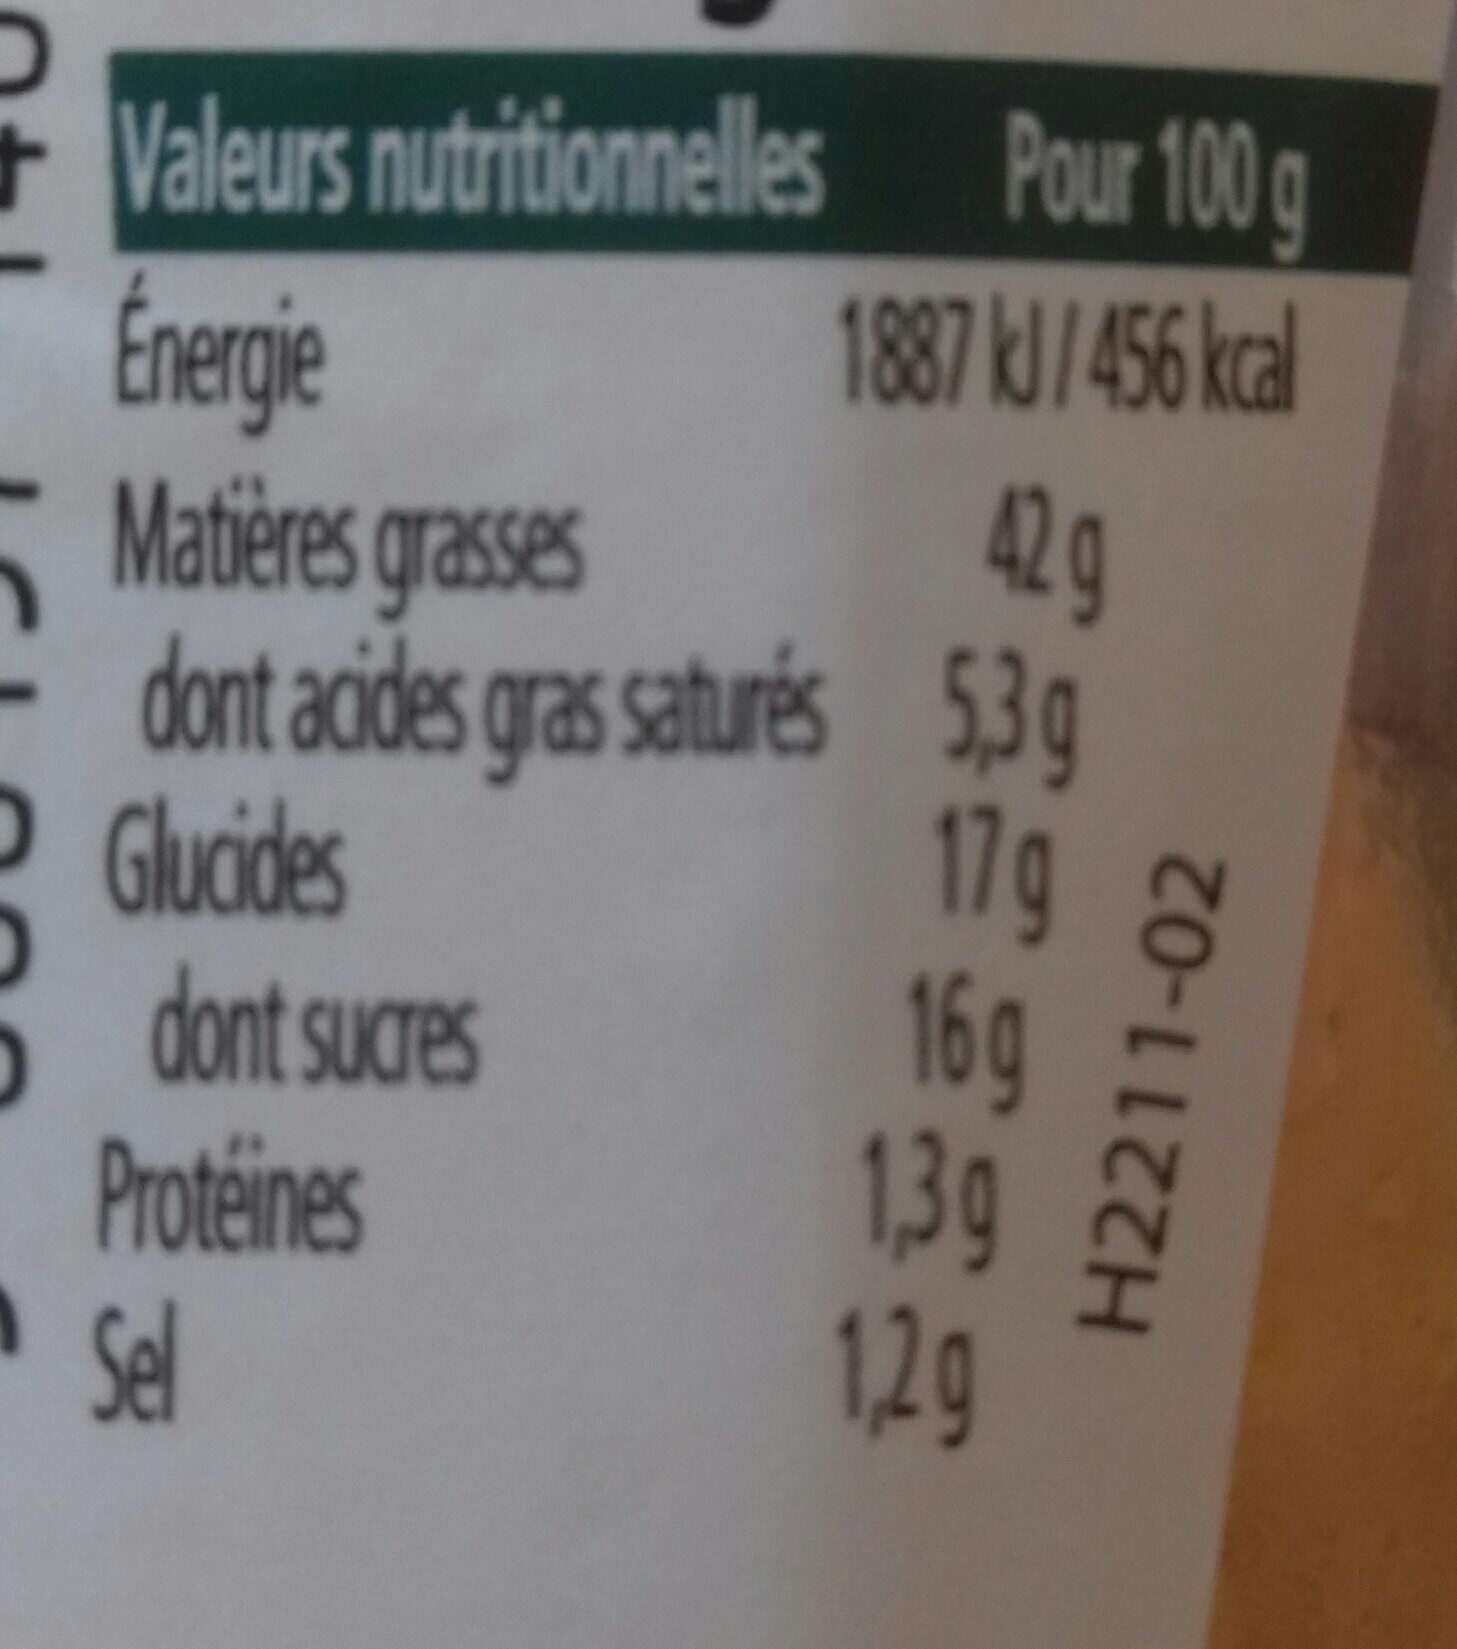 Valeurs nutritionnelles Pour 100 g
Énergie 1887 kJ / 456 kcal
Matières grasses 42 g
dont acides gras saturés 5,3 g
Glucides 17 g
dont sucres 16 g
Protéines 1,3 g
Sel 1,2 g
H2211-02